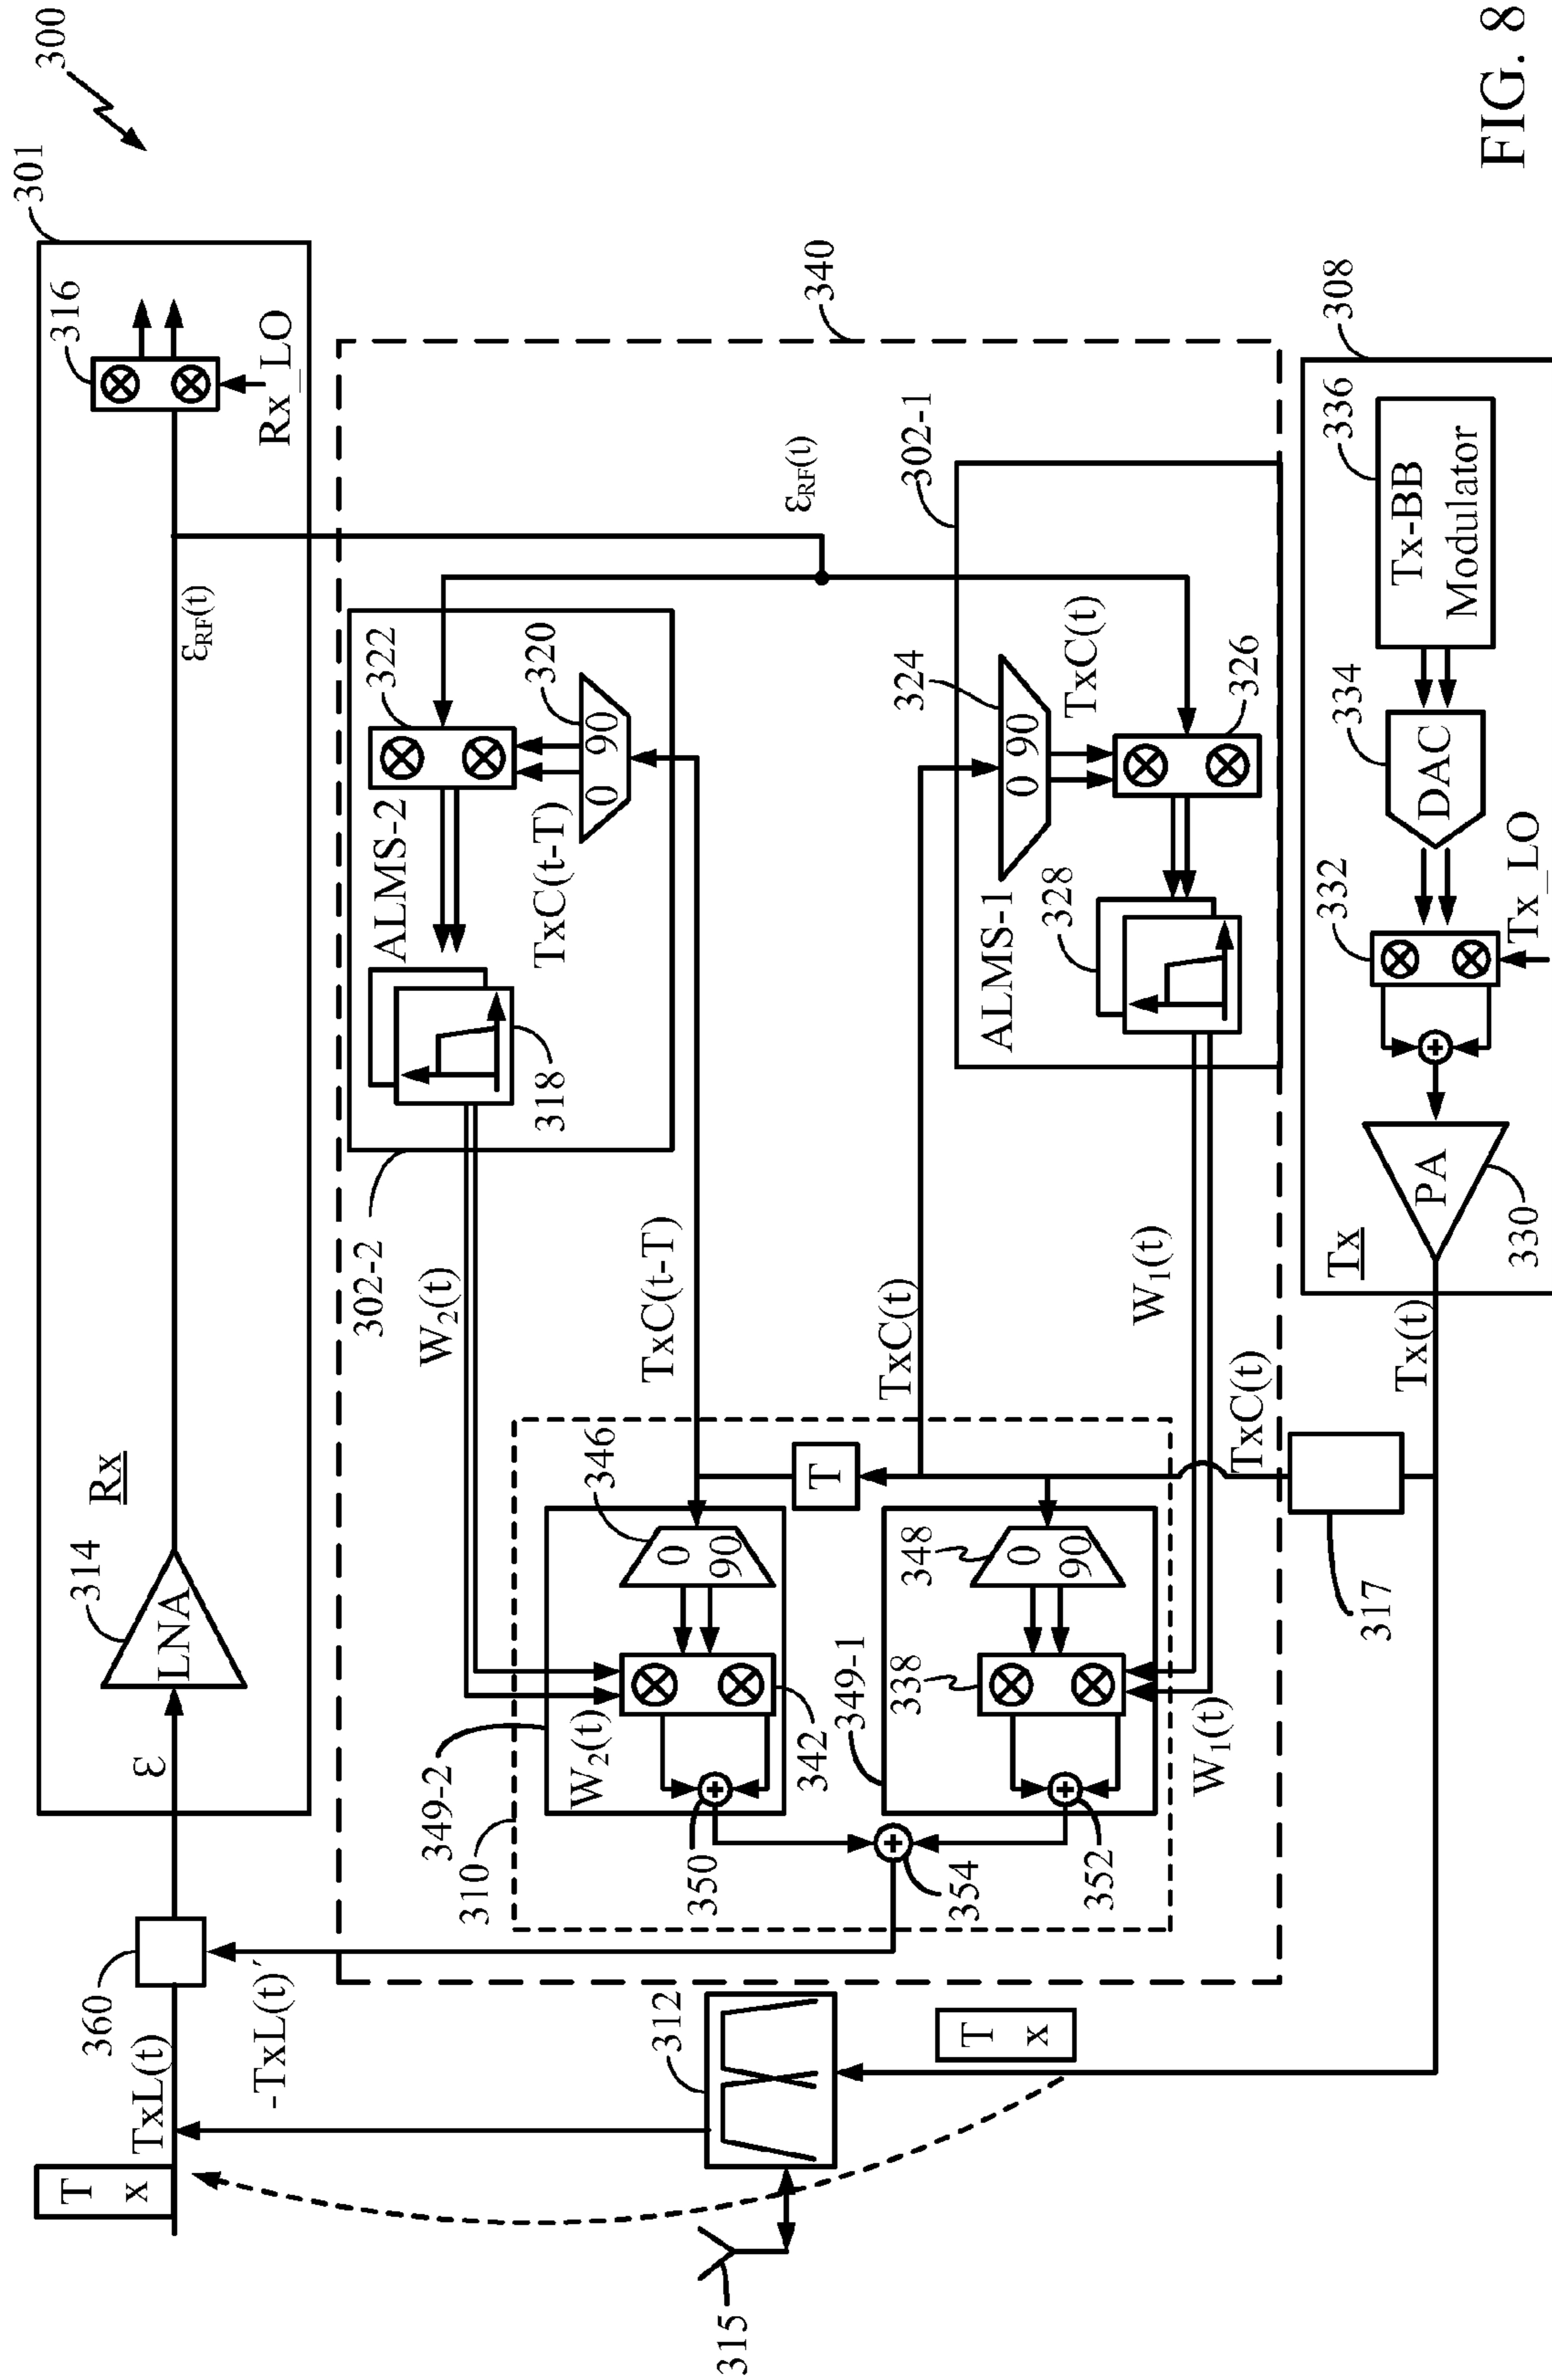 300
301
Rx
314
LNA
ε
εRF(t)
316
Rx_LO
T x
TxL(t)
360
-TxL(t)´
340
εRF(t)
302-2
ALMS-2
322
320
0 90
TxC(t-T)
318
W2(t)
TxC(t-T)
349-2
310
346
0
90
W2(t)
342
350
T
354
312
315
T x
302-1
ALMS-1
324
0 90
TxC(t)
326
328
TxC(t)
W1(t)
348
0
90
338
349-1
352
W1(t)
TxC(t)
317
Tx(t)
308
Tx
PA
330
332
Tx_LO
334
DAC
336
Tx-BB
Modulator
FIG. 8